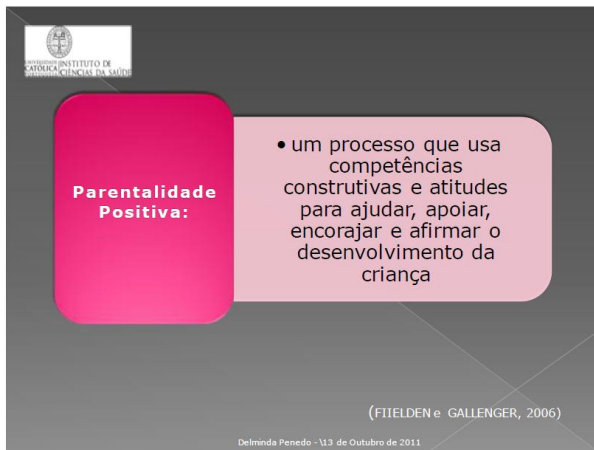 UNIVERSIDADE
CATÓLICA
INSTITUTO DE
CIÊNCIAS DA SAÚDE
Parentalidade
Positiva:
• um processo que usa
competências
construtivas e atitudes
para ajudar, apoiar,
encorajar e afirmar o
desenvolvimento da
criança
(FIIELDEN e GALLENGER, 2006)
Delminda Penedo - \13 de Outubro de 2011